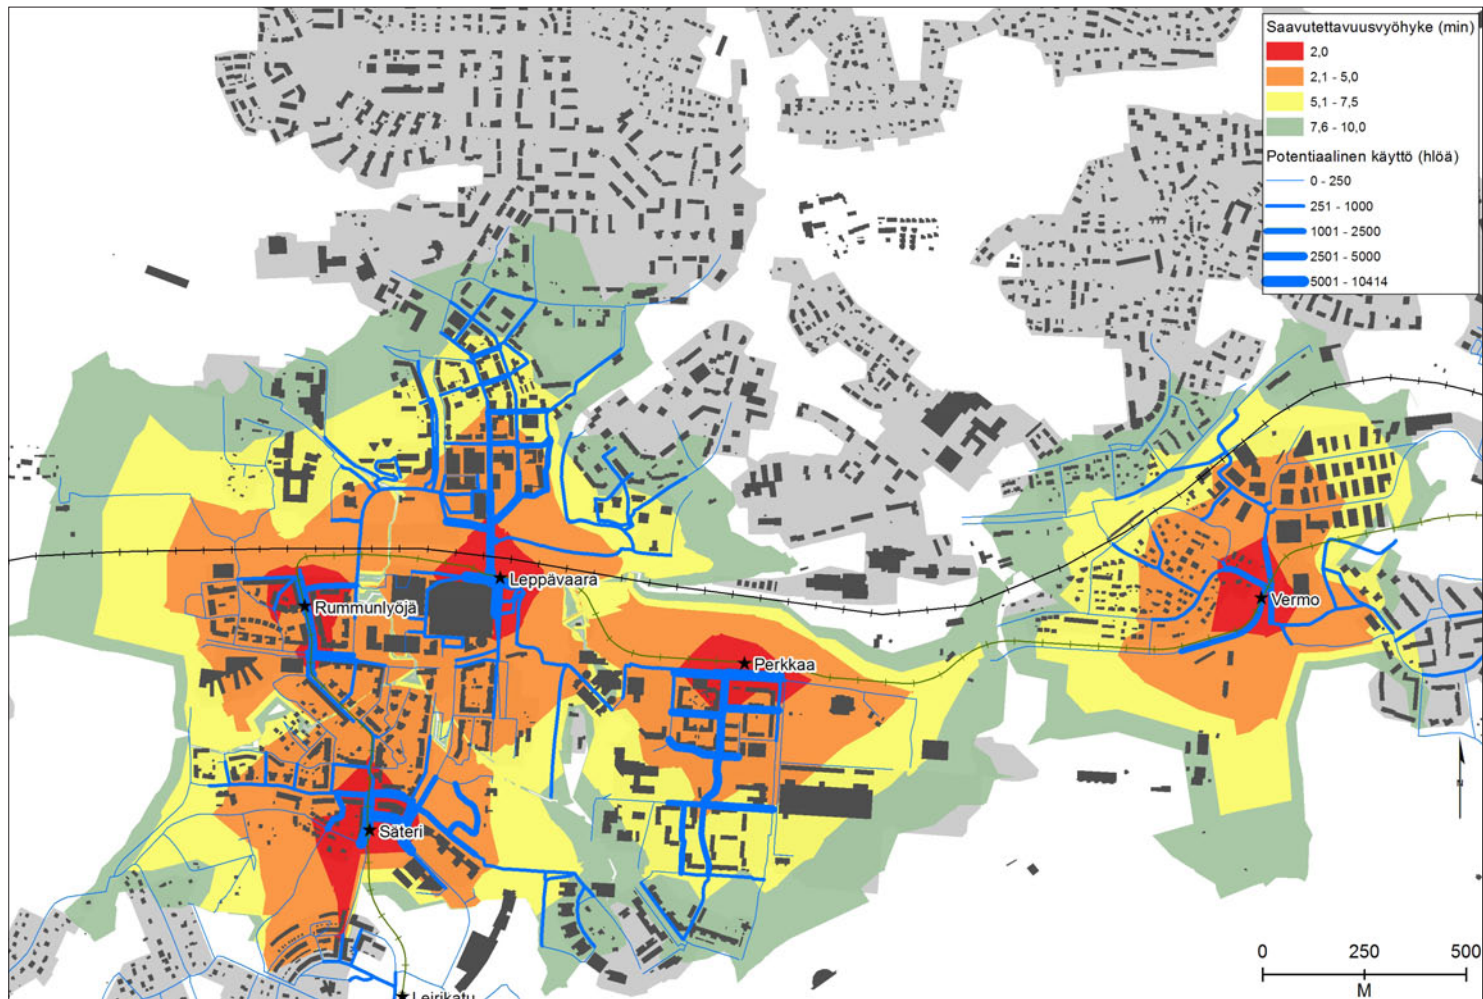 Saavutettavuusvyöhyke (min)
2,0
2,1 - 5,0
5,1 - 7,5
7,6 - 10,0
Potentiaalinen käyttö (hlöä)
0 - 250
251 - 1000
1001 - 2500
2501 - 5000
5001 - 10414
Leppävaara
Rummunlyöjä
Vermo
Perkkaa
Säteri
N
0 250 500
M
Leirikatu